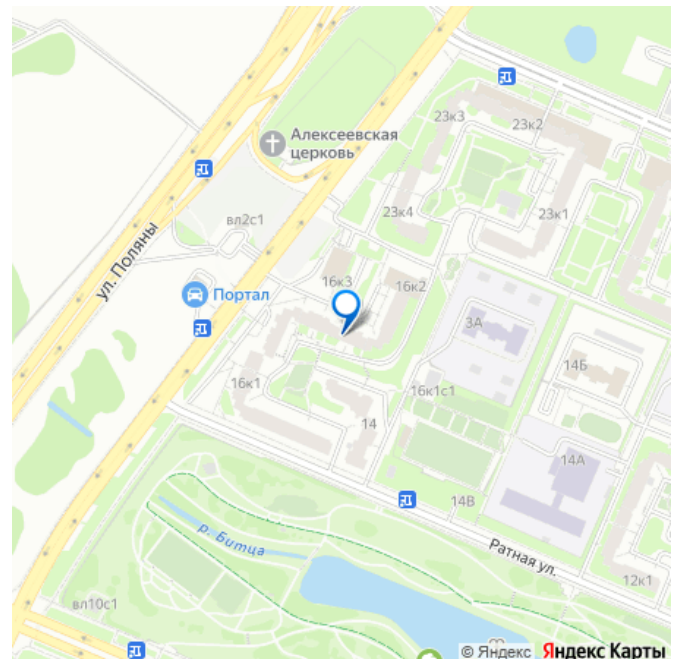 23к3
23к2
Алексеевская
церковь
23к4
23к1
вл2с1
ул. Поляны
16к3
16к2
Портал
3А
14Б
16к1
16к1с1
14
14А
14В
р. Битца
Ратная ул.
12к1
вл10с1
© Яндекс Яндекс Карты